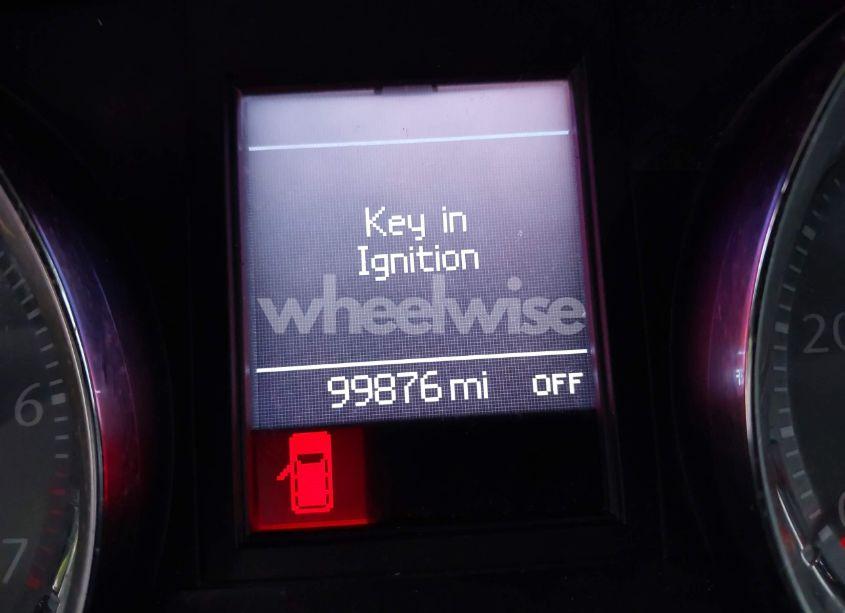 Key in
Ignition
wheelwise
99876 mi OFF
6
7
20